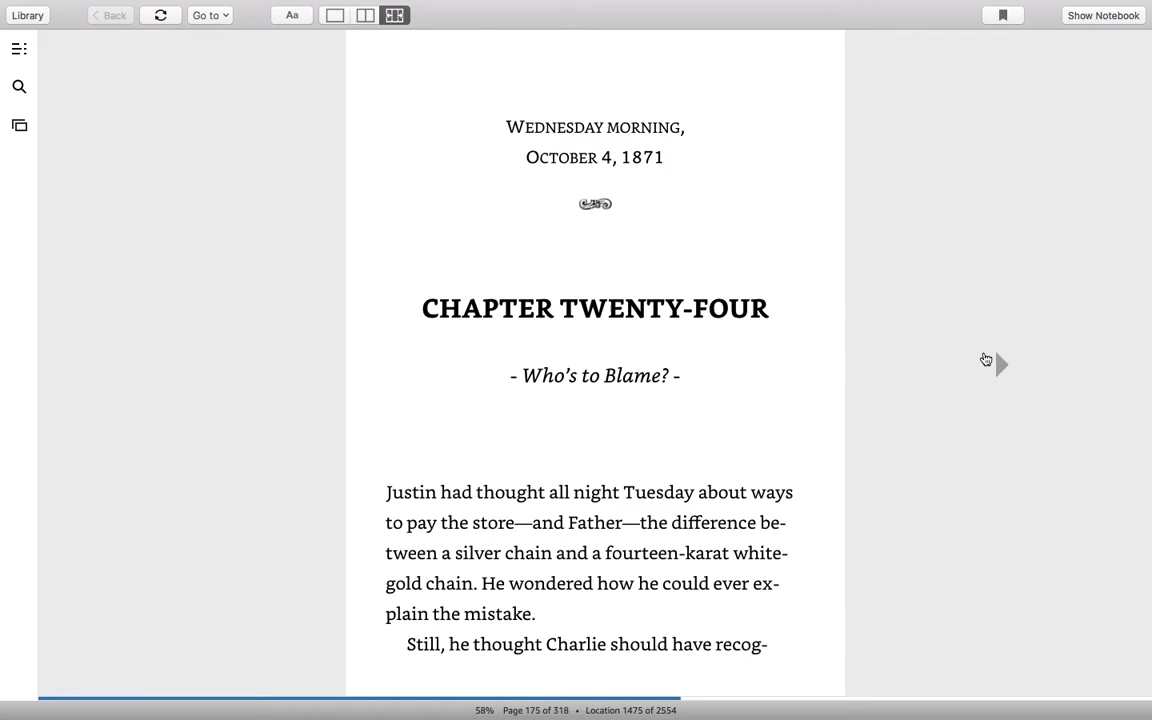 Library
Back
Go to
Aa
Show Notebook
WEDNESDAY MORNING,
OCTOBER 4, 1871
CHAPTER TWENTY-FOUR
- Who's to Blame? -
Justin had thought all night Tuesday about ways
to pay the store—and Father—the difference be-
tween a silver chain and a fourteen-karat white-
gold chain. He wondered how he could ever ex-
plain the mistake.
Still, he thought Charlie should have recog-
58% Page 175 of 318 • Location 1475 of 2554